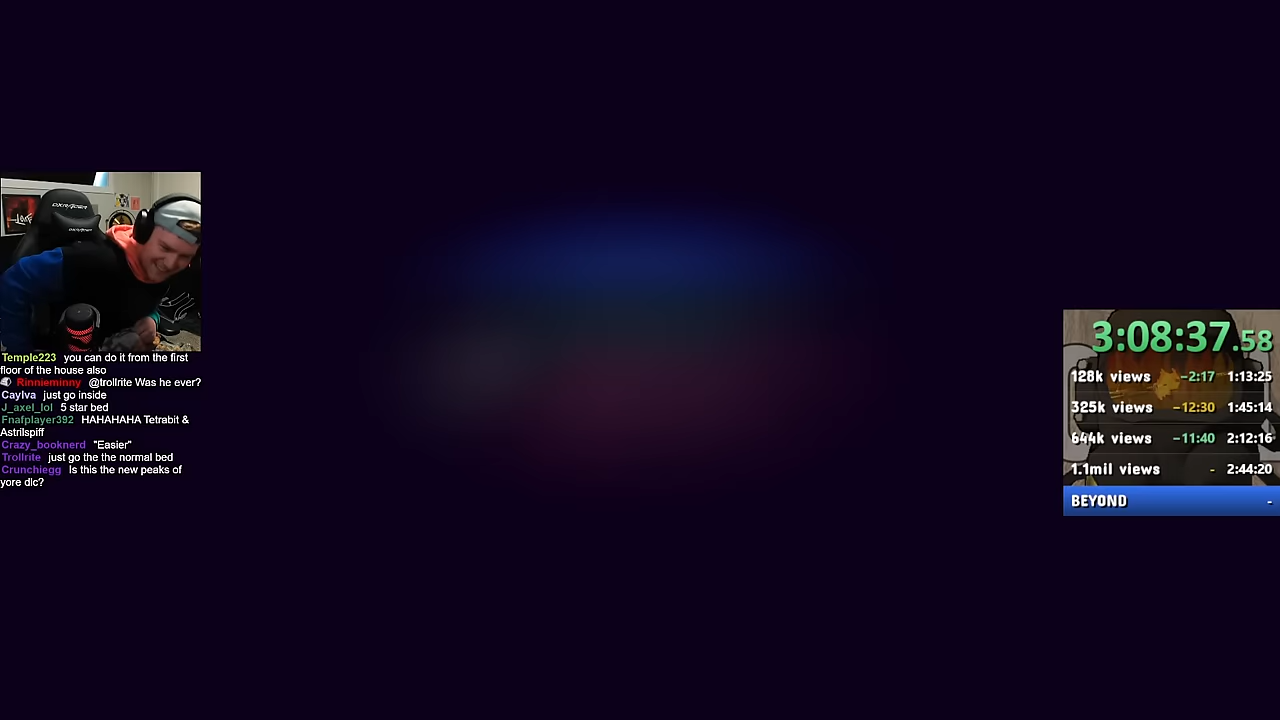 Temple223 you can do it from the first
floor of the house also
Rinnieminny @trollrite Was he ever?
Caylva just go inside
J_axel_lol 5 star bed
Fnafplayer392 HAHAHAHA Tetrabit &
Astrilspiff
Crazy_booknerd "Easier"
Trollrite just go the the normal bed
Crunchiegg Is this the new peaks of
yore dlc?
3:08:37.58
128k views -2:17 1:13:25
325k views -12:30 1:45:14
644k views -11:40 2:12:16
1.1mil views - 2:44:20
BEYOND -